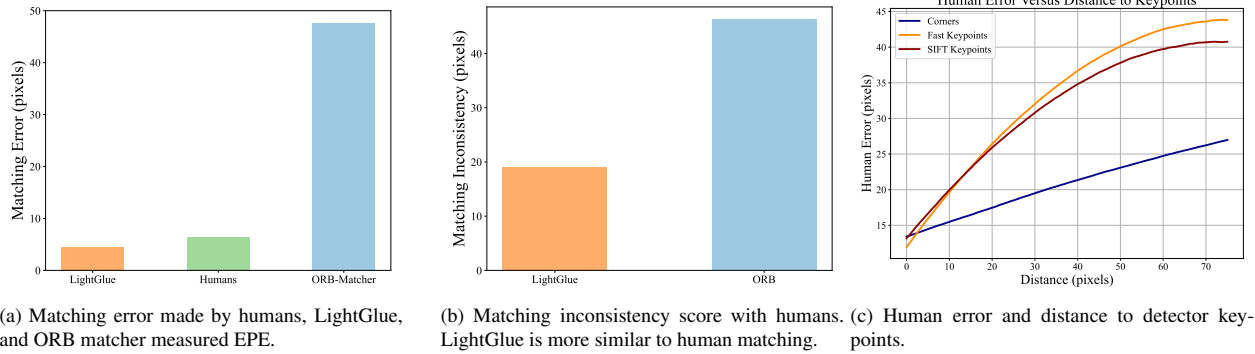 Matching Error (pixels)
50
40
30
20
10
0
LightGlue
Humans
ORB-Matcher
Matching Inconsistency (pixels)
40
30
20
10
0
LightGlue
ORB
Human Error Versus Distance to Keypoints
Corners
Fast Keypoints
SIFT Keypoints
Human Error (pixels)
45
40
35
30
25
20
15
0
10
20
30
40
50
60
70
Distance (pixels)
(a) Matching error made by humans, LightGlue,
and ORB matcher measured EPE.
(b) Matching inconsistency score with humans.
LightGlue is more similar to human matching.
(c) Human error and distance to detector key-
points.